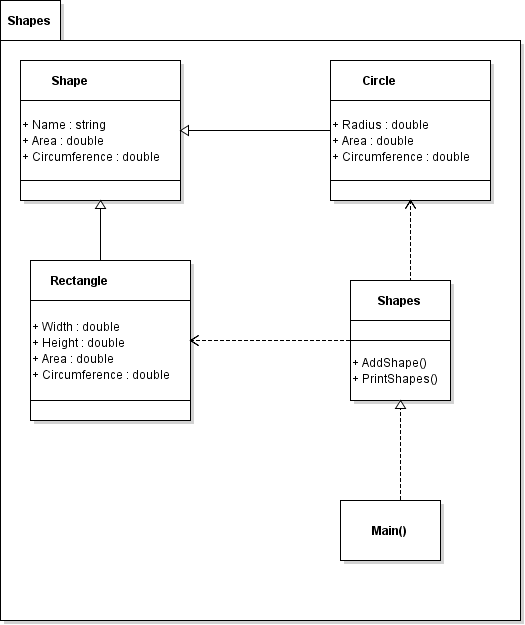 Shapes
Shape
+ Name : string
+ Area : double
+ Circumference : double
Circle
+ Radius : double
+ Area : double
+ Circumference : double
Rectangle
+ Width : double
+ Height : double
+ Area : double
+ Circumference : double
Shapes
+ AddShape()
+ PrintShapes()
Main()